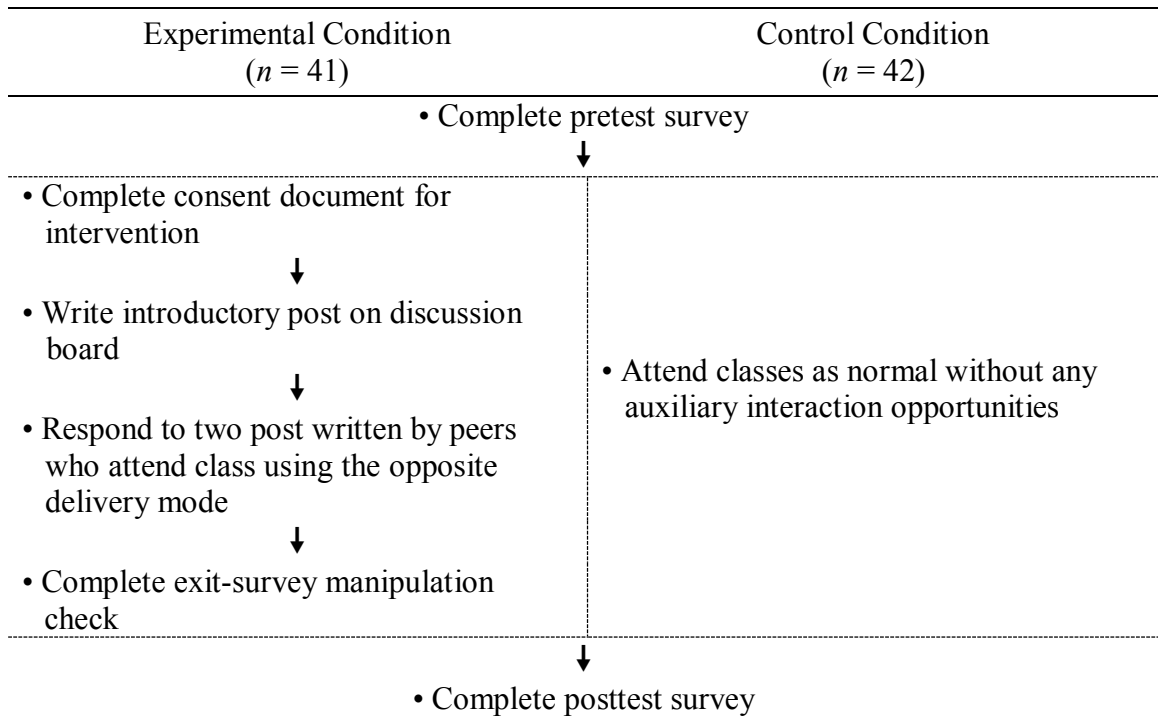 Experimental Condition
(n = 41)
Control Condition
(n = 42)
• Complete pretest survey
• Complete consent document for
intervention
• Write introductory post on discussion
board
• Respond to two post written by peers
who attend class using the opposite
delivery mode
• Complete exit-survey manipulation
check
• Attend classes as normal without any
auxiliary interaction opportunities
• Complete posttest survey